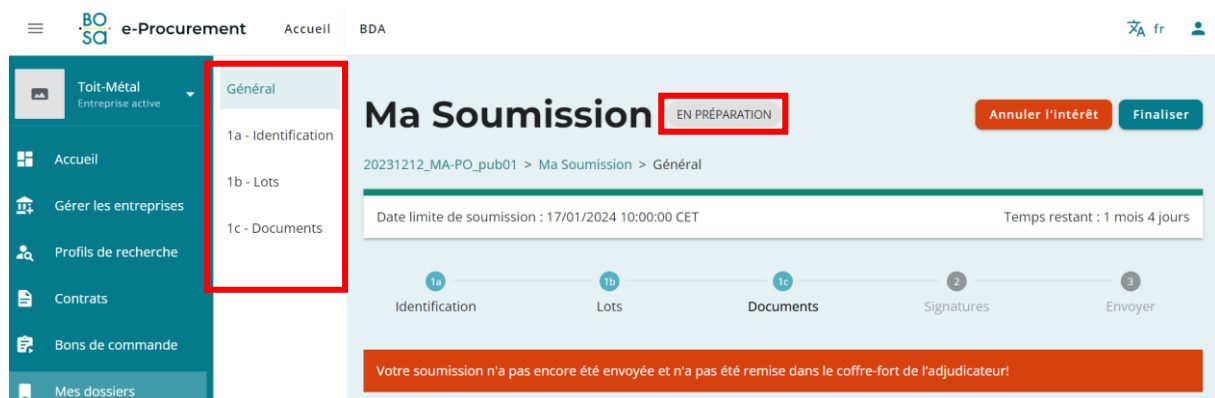 BO SA e-Procurement Accueil BDA fr
Toit-Métal
Entreprise active
Accueil
Gérer les entreprises
Profils de recherche
Contrats
Bons de commande
Mes dossiers
Général
1a - Identification
1b - Lots
1c - Documents
Ma Soumission EN PRÉPARATION Annuler l'intérêt Finaliser
20231212_MA-PO_pub01 > Ma Soumission > Général
Date limite de soumission : 17/01/2024 10:00:00 CET Temps restant : 1 mois 4 jours
1a 1b 1c 2 3
Identification Lots Documents Signatures Envoyer
Votre soumission n'a pas encore été envoyée et n'a pas été remise dans le coffre-fort de l'adjudicateur!